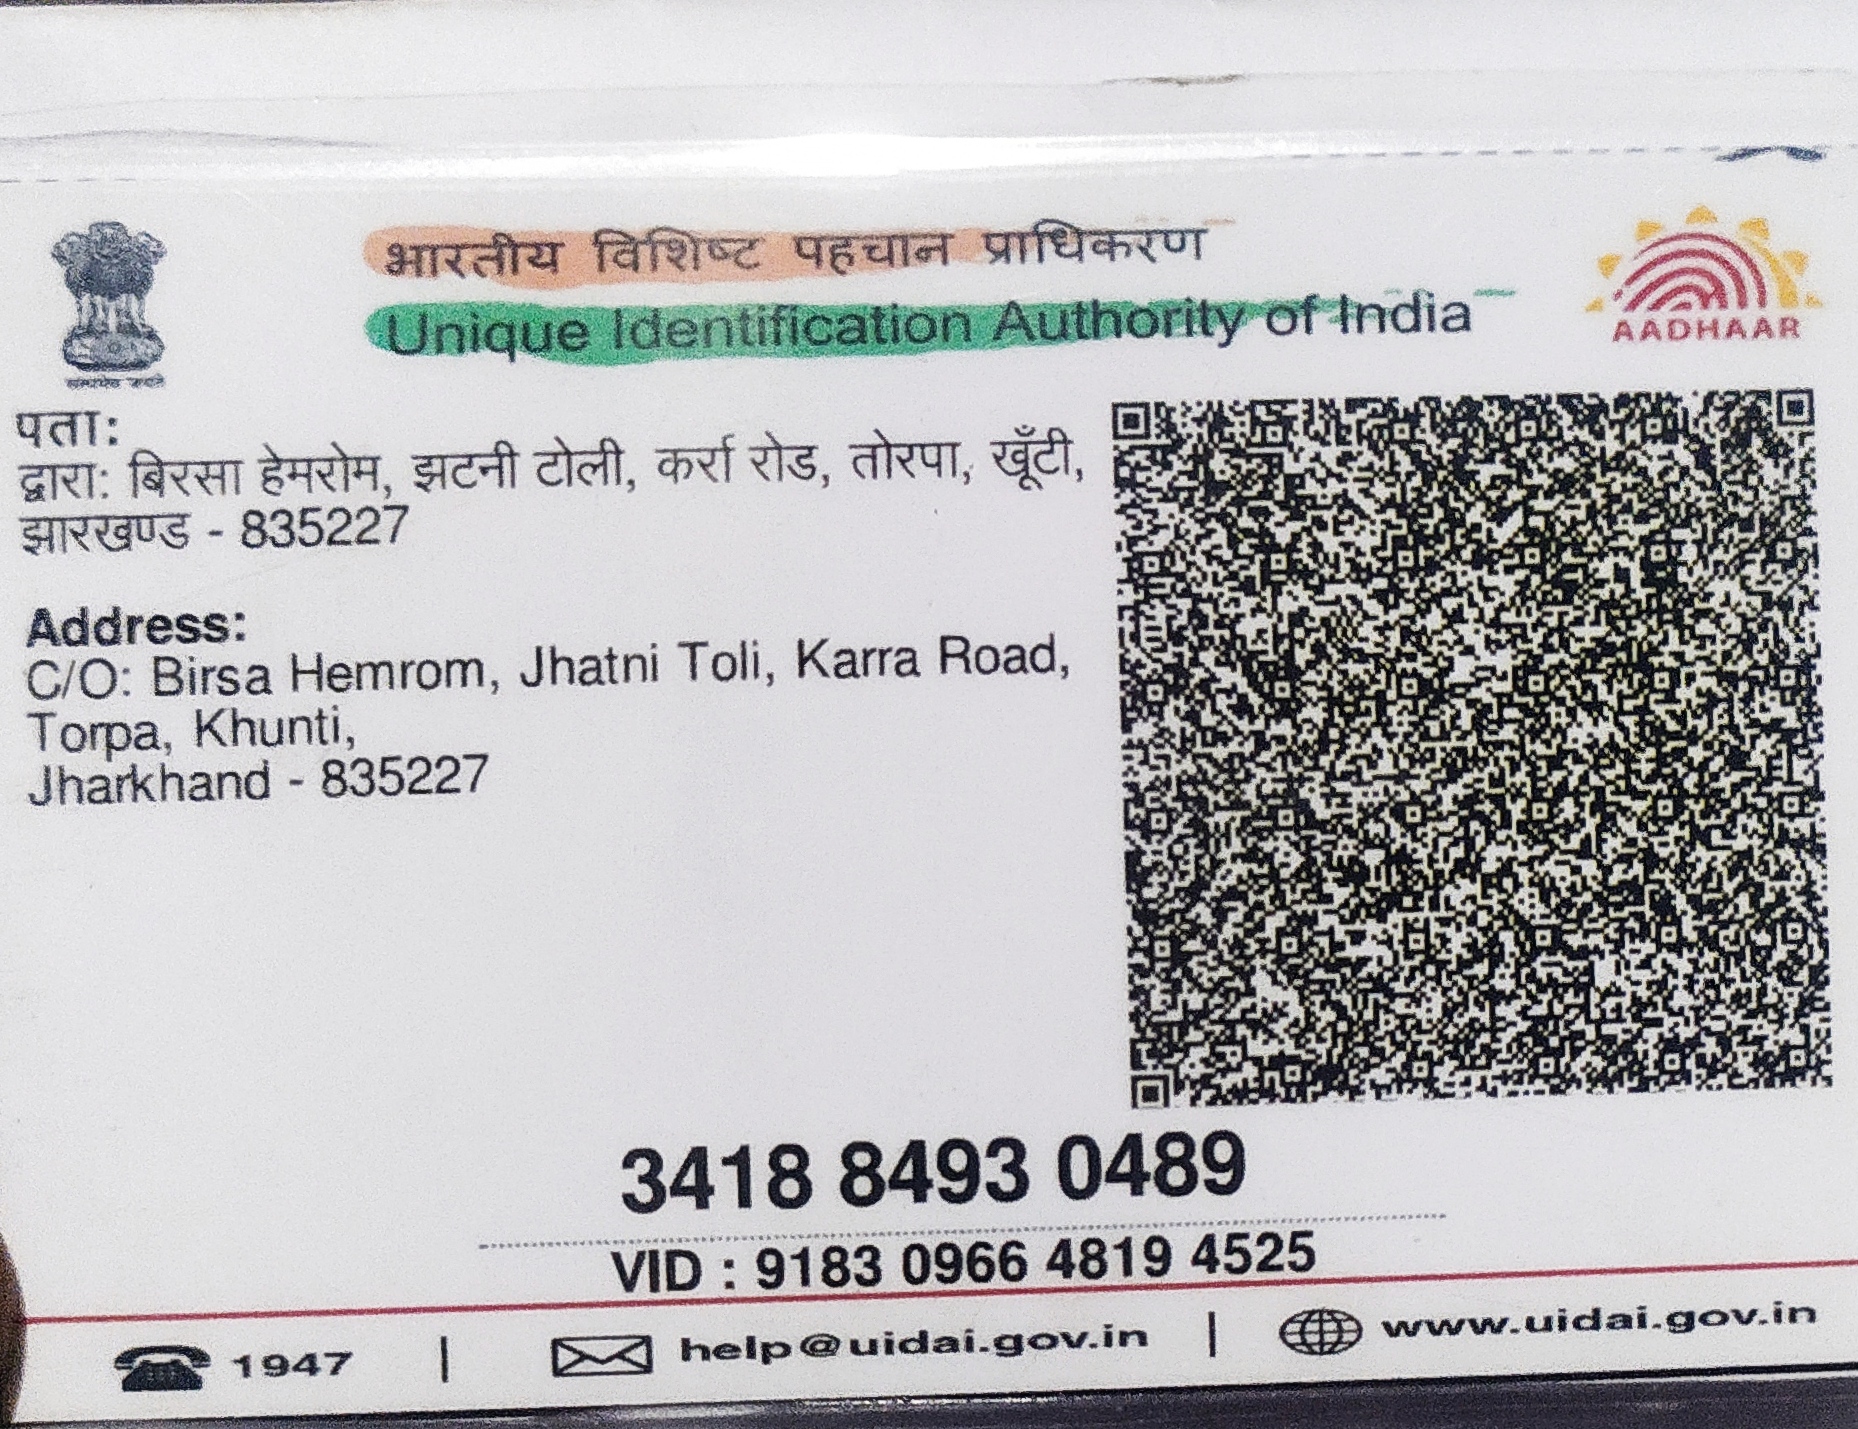 भारतीय विशिष्ट पहचान प्राधिकरण
Unique Identification Authority of India
AADHAAR
पता:
द्वारा: बिरसा हेमरोम, झटनी टोली, कर्रा रोड, तोरपा, खूँटी,
झारखण्ड - 835227
Address:
C/O: Birsa Hemrom, Jhatni Toli, Karra Road,
Torpa, Khunti,
Jharkhand - 835227
3418 8493 0489
VID : 9183 0966 4819 4525
1947 | help@uidai.gov.in | www.uidai.gov.in